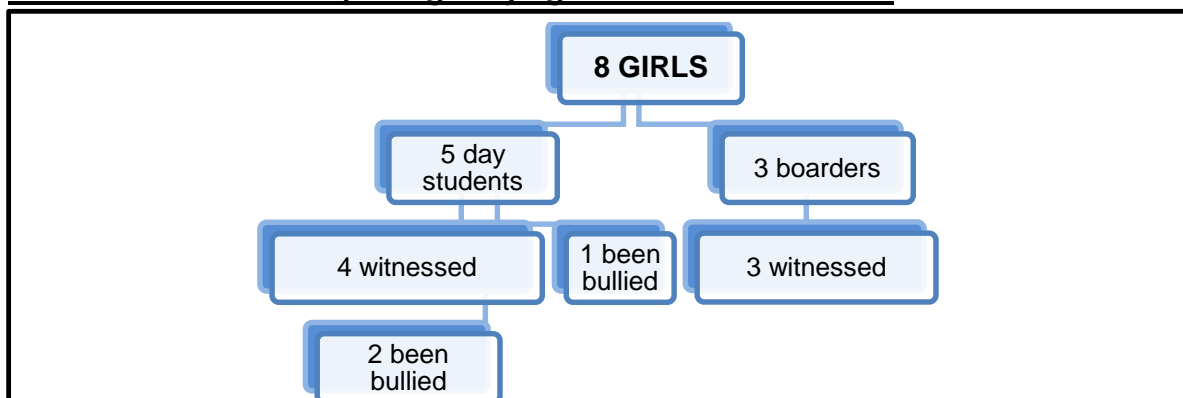 8 GIRLS
5 day
students
3 boarders
4 witnessed
1 been
bullied
3 witnessed
2 been
bullied